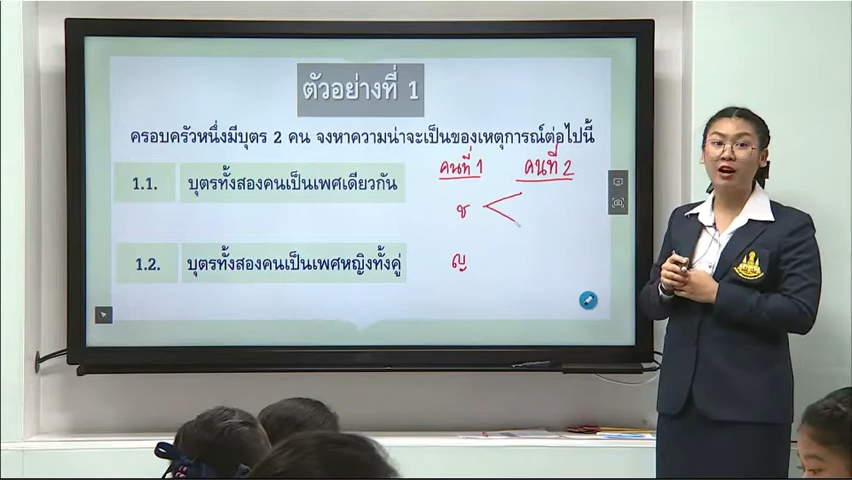 ตัวอย่างที่ 1
ครอบครัวหนึ่งมีบุตร 2 คน จงหาความน่าจะเป็นของเหตุการณ์ต่อไปนี้
คนที่ 1 คนที่ 2
1.1. บุตรทั้งสองคนเป็นเพศเดียวกัน
ช
1.2. บุตรทั้งสองคนเป็นเพศหญิงทั้งคู่
ญ